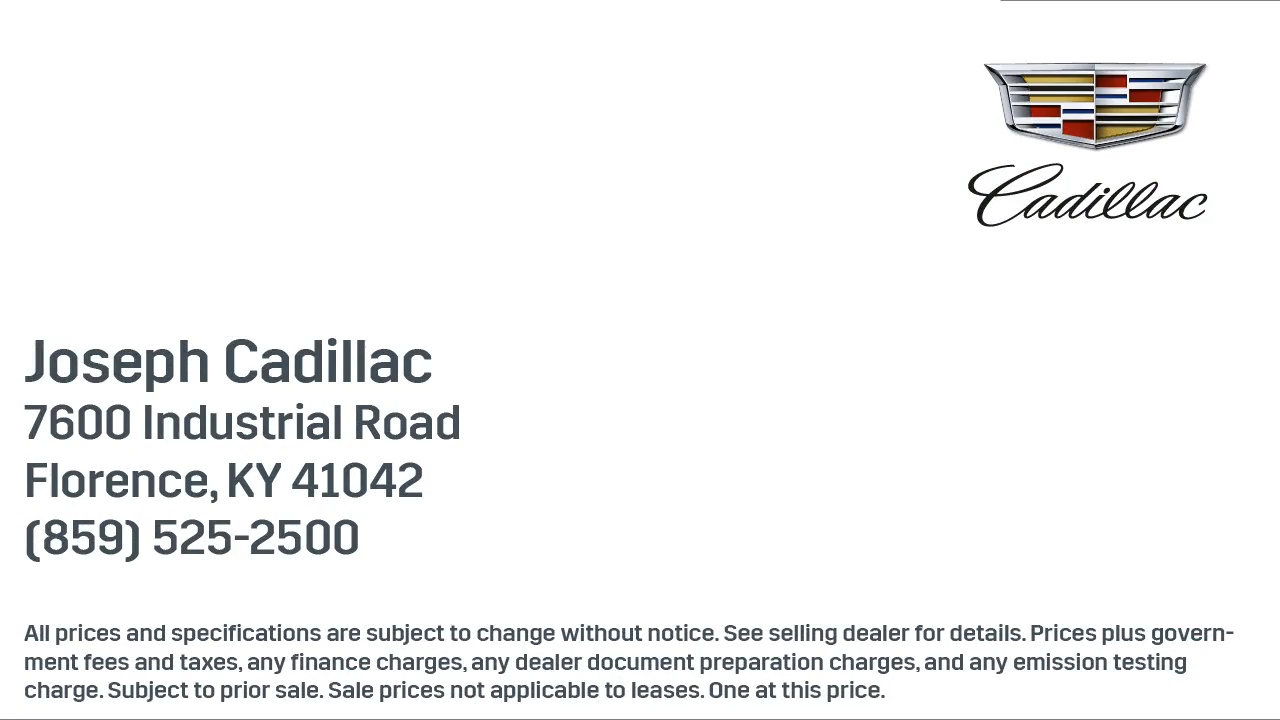 Cadillac
Joseph Cadillac
7600 Industrial Road
Florence, KY 41042
(859) 525-2500
All prices and specifications are subject to change without notice. See selling dealer for details. Prices plus govern-
ment fees and taxes, any finance charges, any dealer document preparation charges, and any emission testing
charge. Subject to prior sale. Sale prices not applicable to leases. One at this price.